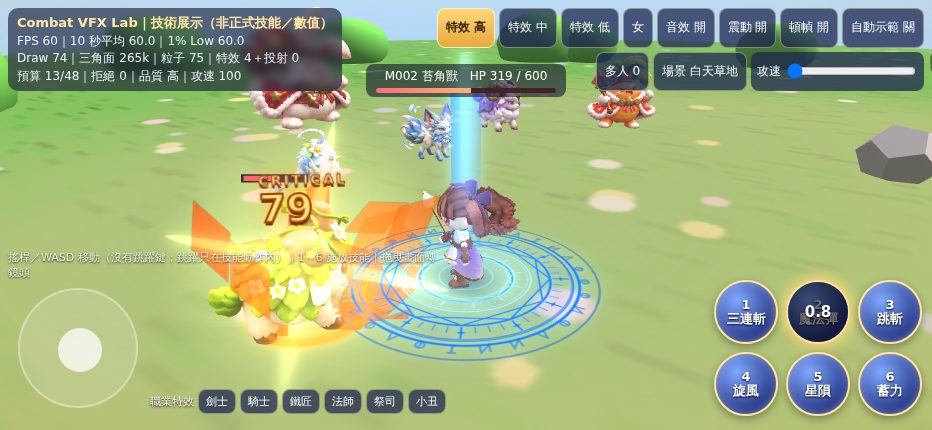 Combat VFX Lab｜技術展示（非正式技能／數值）
FPS 60｜10 秒平均 60.0｜1% Low 60.0
Draw 74｜三角面 265k｜粒子 75｜特效 4＋投射 0
預算 13/48｜拒絕 0｜品質 高｜攻速 100
特效 高
特效 中
特效 低
女
音效 開
震動 開
頓幀 開
自動示範 關
多人 0
場景 白天草地
攻速
M002 苔角獸 HP 319 / 600
CRITICAL
79
搖桿／WASD 移動（沒有跳躍鍵；跳躍只在技能動作內）｜1～6 施放技能｜拖曳畫面轉
鏡頭
1
三連斬
2
魔法彈
0.8
3
跳斬
4
旋風
5
星隕
6
蓄力
職業特效
劍士
騎士
鐵匠
法師
祭司
小丑